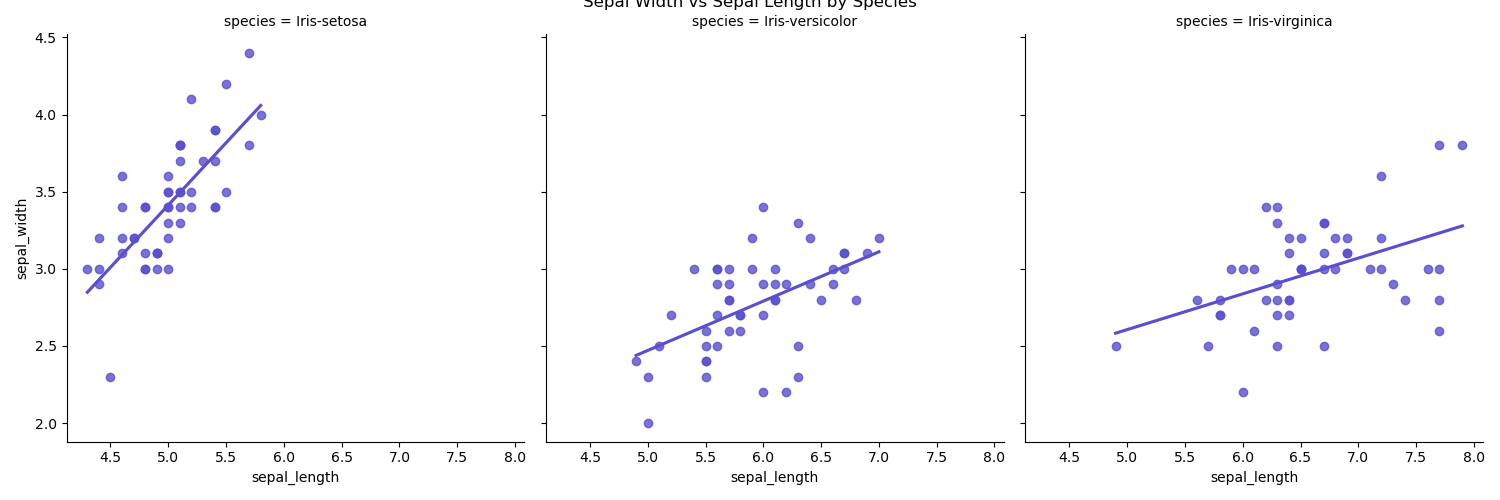 Sepal Width vs Sepal Length by Species
species = Iris-setosa
species = Iris-versicolor
species = Iris-virginica
4.5
4.0
3.5
3.0
2.5
2.0
sepal_width
4.5 5.0 5.5 6.0 6.5 7.0 7.5 8.0
4.5 5.0 5.5 6.0 6.5 7.0 7.5 8.0
4.5 5.0 5.5 6.0 6.5 7.0 7.5 8.0
sepal_length
sepal_length
sepal_length